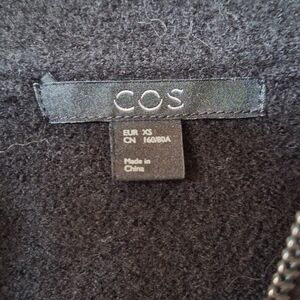 COS
EUR XS
CN 160/80A
Made in
China